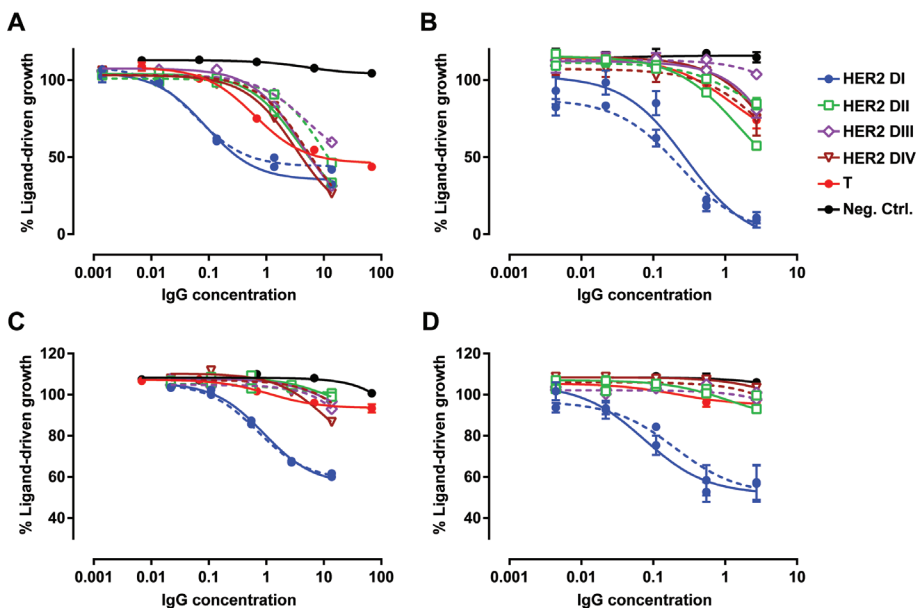 A
% Ligand-driven growth
100
50
0
0.001 0.01 0.1 1 10 100
IgG concentration
B
% Ligand-driven growth
100
50
0
0.001 0.01 0.1 1 10
IgG concentration
HER2 DI
HER2 DII
HER2 DIII
HER2 DIV
T
Neg. Ctrl.
C
% Ligand-driven growth
120
100
80
60
40
0.001 0.01 0.1 1 10 100
IgG concentration
D
% Ligand-driven growth
120
100
80
60
40
0.001 0.01 0.1 1 10
IgG concentration